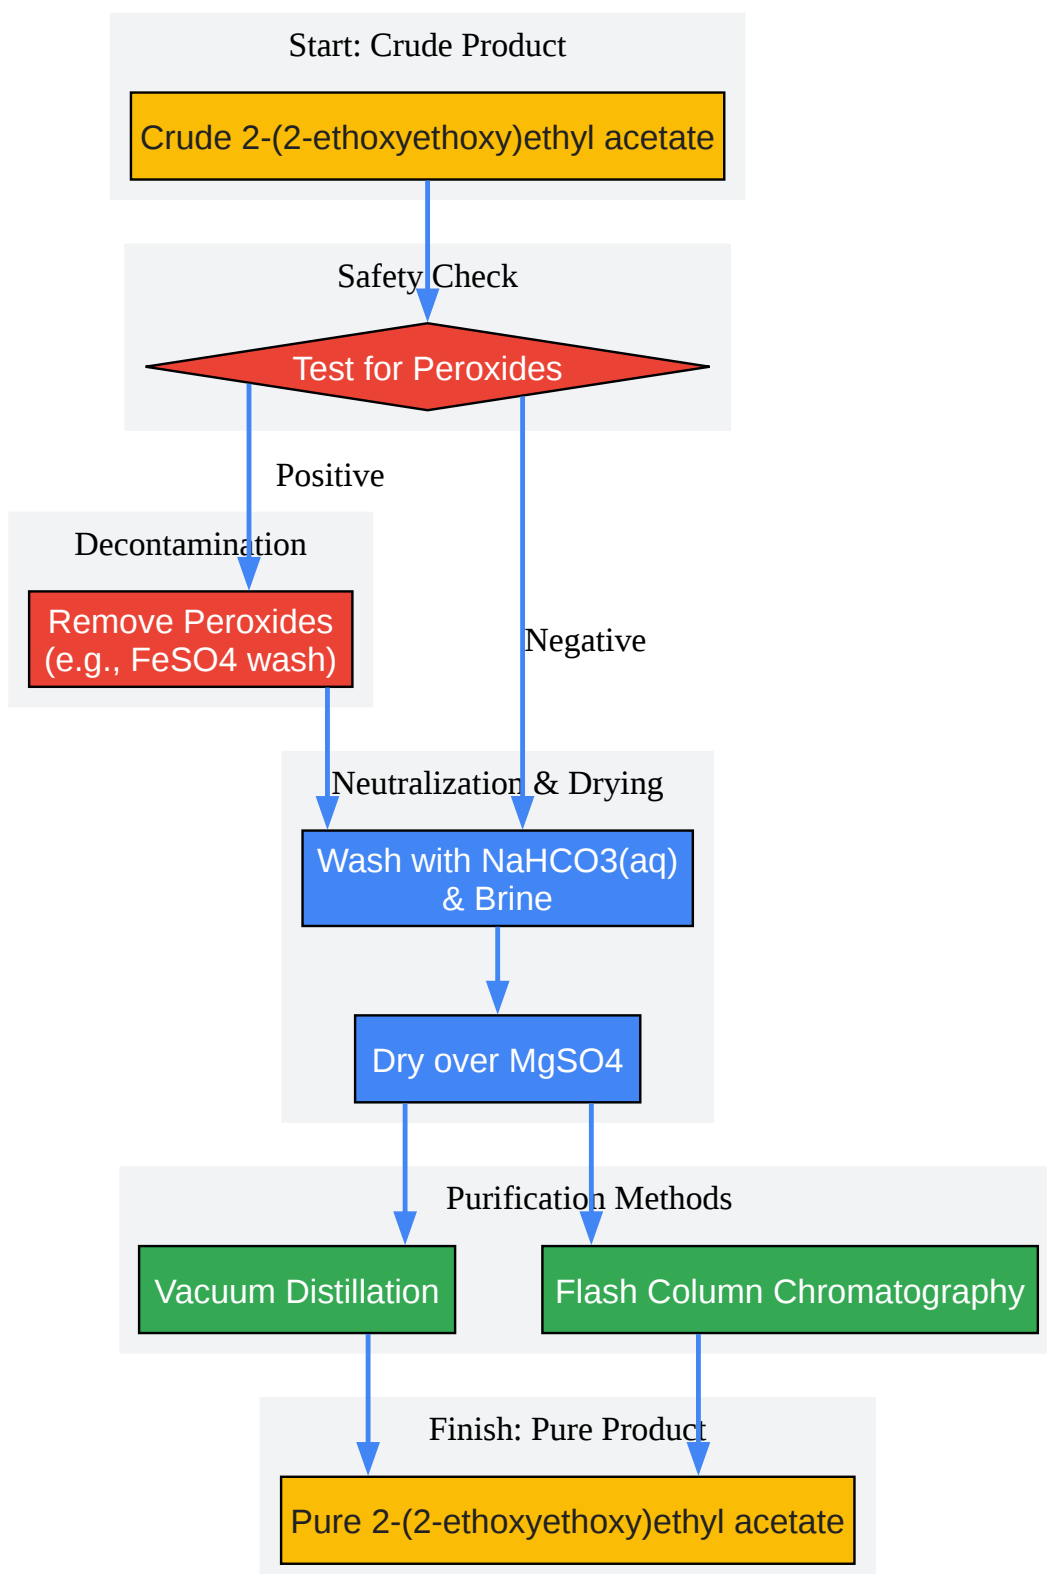 Start: Crude Product
Crude 2-(2-ethoxyethoxy)ethyl acetate
Safety Check
Test for Peroxides
Positive
Decontamination
Remove Peroxides
(e.g., FeSO4 wash)
Negative
Neutralization & Drying
Wash with NaHCO3(aq)
& Brine
Dry over MgSO4
Purification Methods
Vacuum Distillation
Flash Column Chromatography
Finish: Pure Product
Pure 2-(2-ethoxyethoxy)ethyl acetate